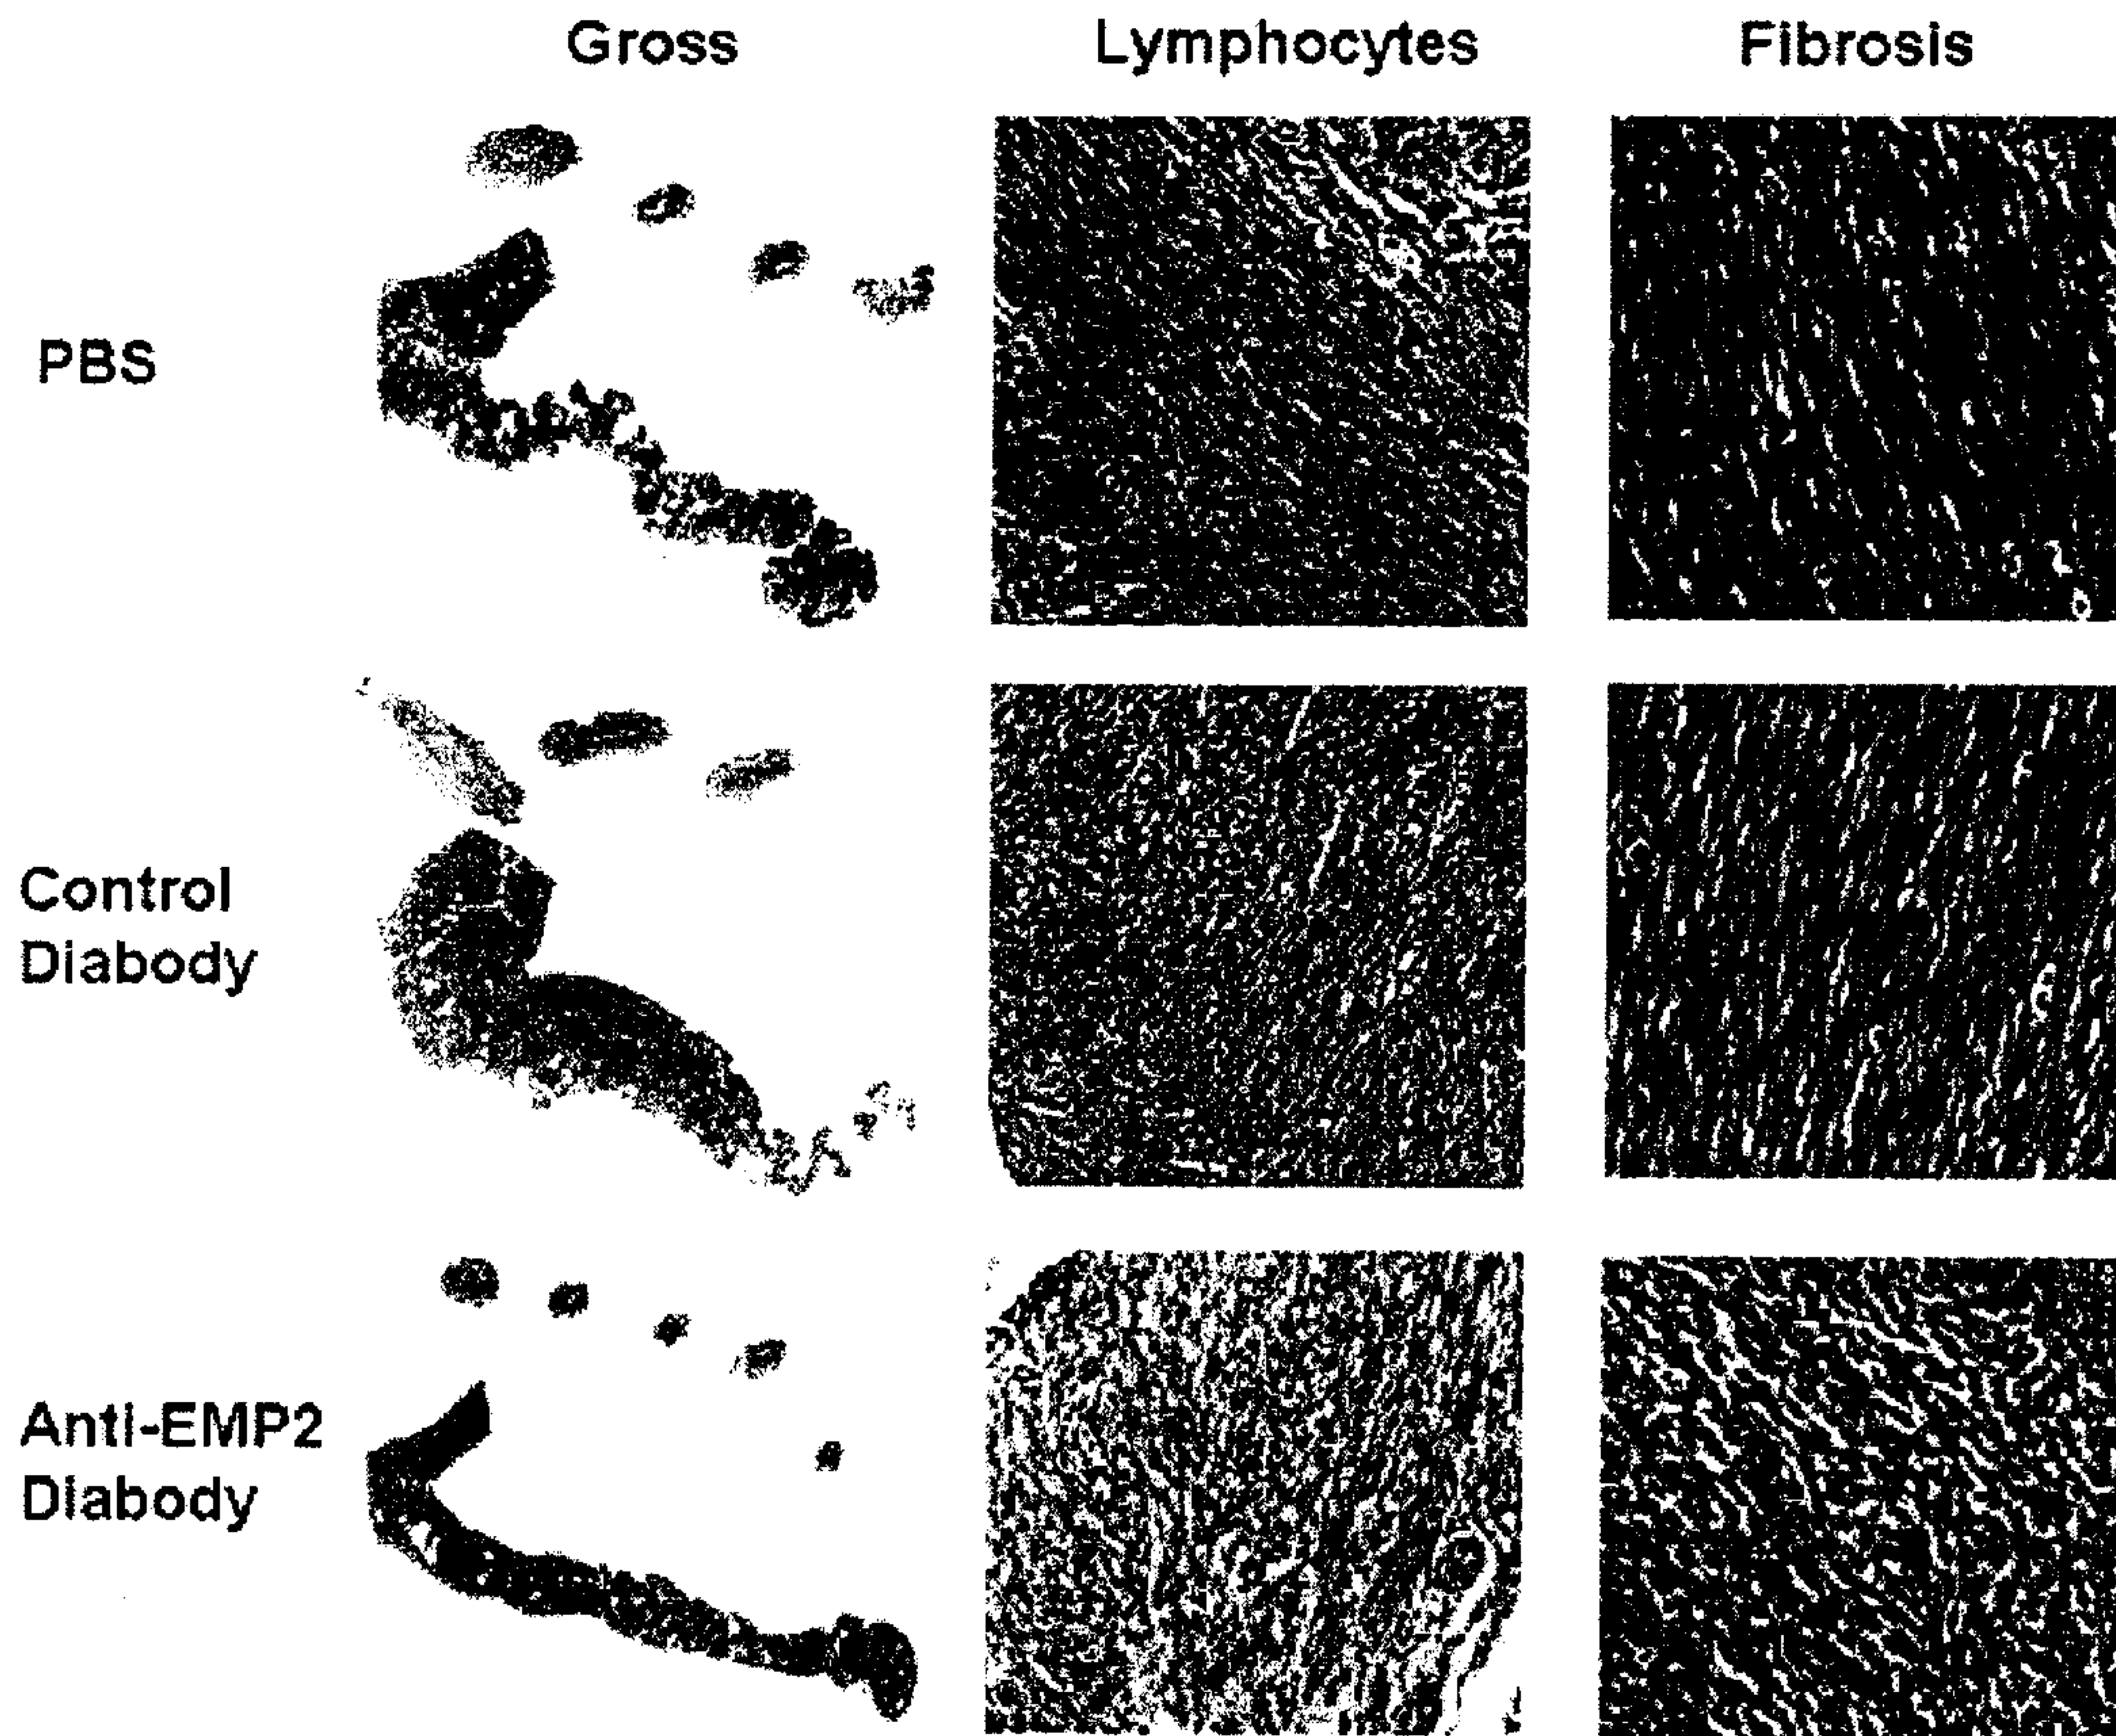 Gross Lymphocytes Fibrosis
PBS
Control
Diabody
Anti-EMP2
Diabody